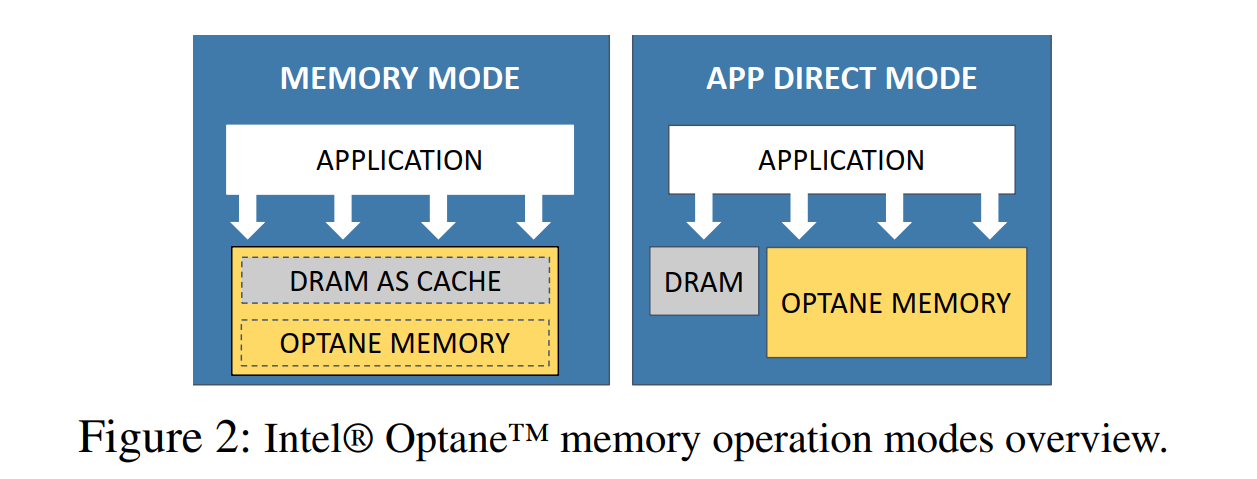 MEMORY MODE
APPLICATION
DRAM AS CACHE
OPTANE MEMORY
APP DIRECT MODE
APPLICATION
DRAM
OPTANE MEMORY
Figure 2: Intel® Optane™ memory operation modes overview.